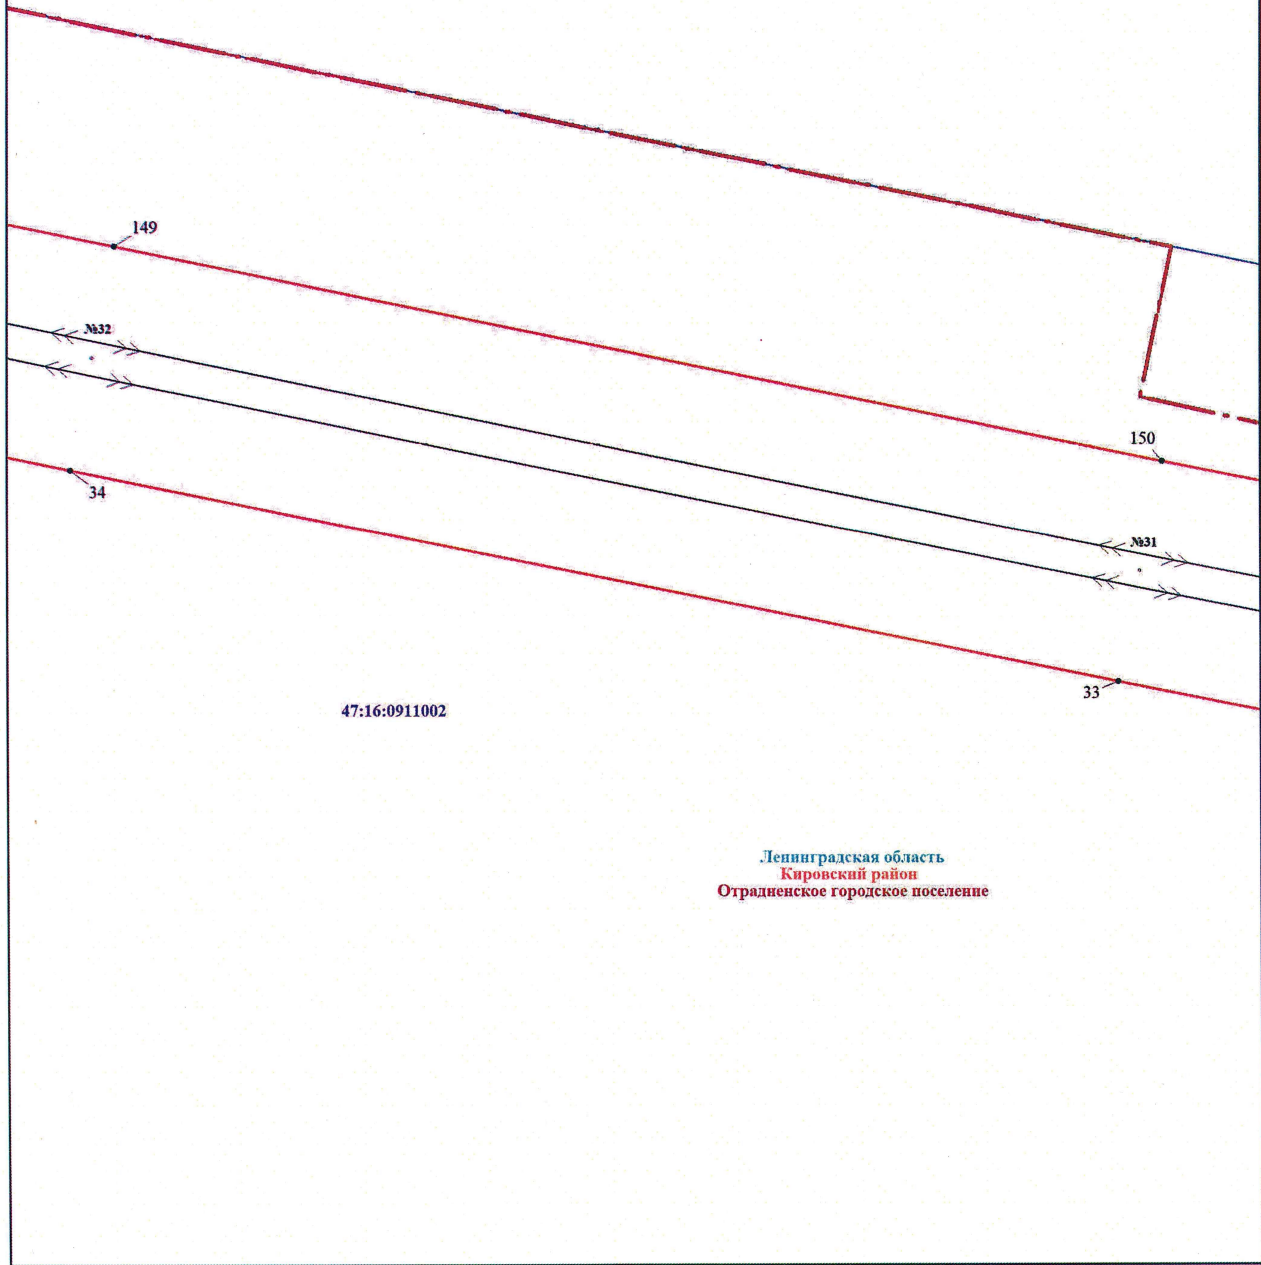 149
№32
150
34
№31
33
47:16:0911002
Ленинградская область
Кировский район
Отрадненское городское поселение